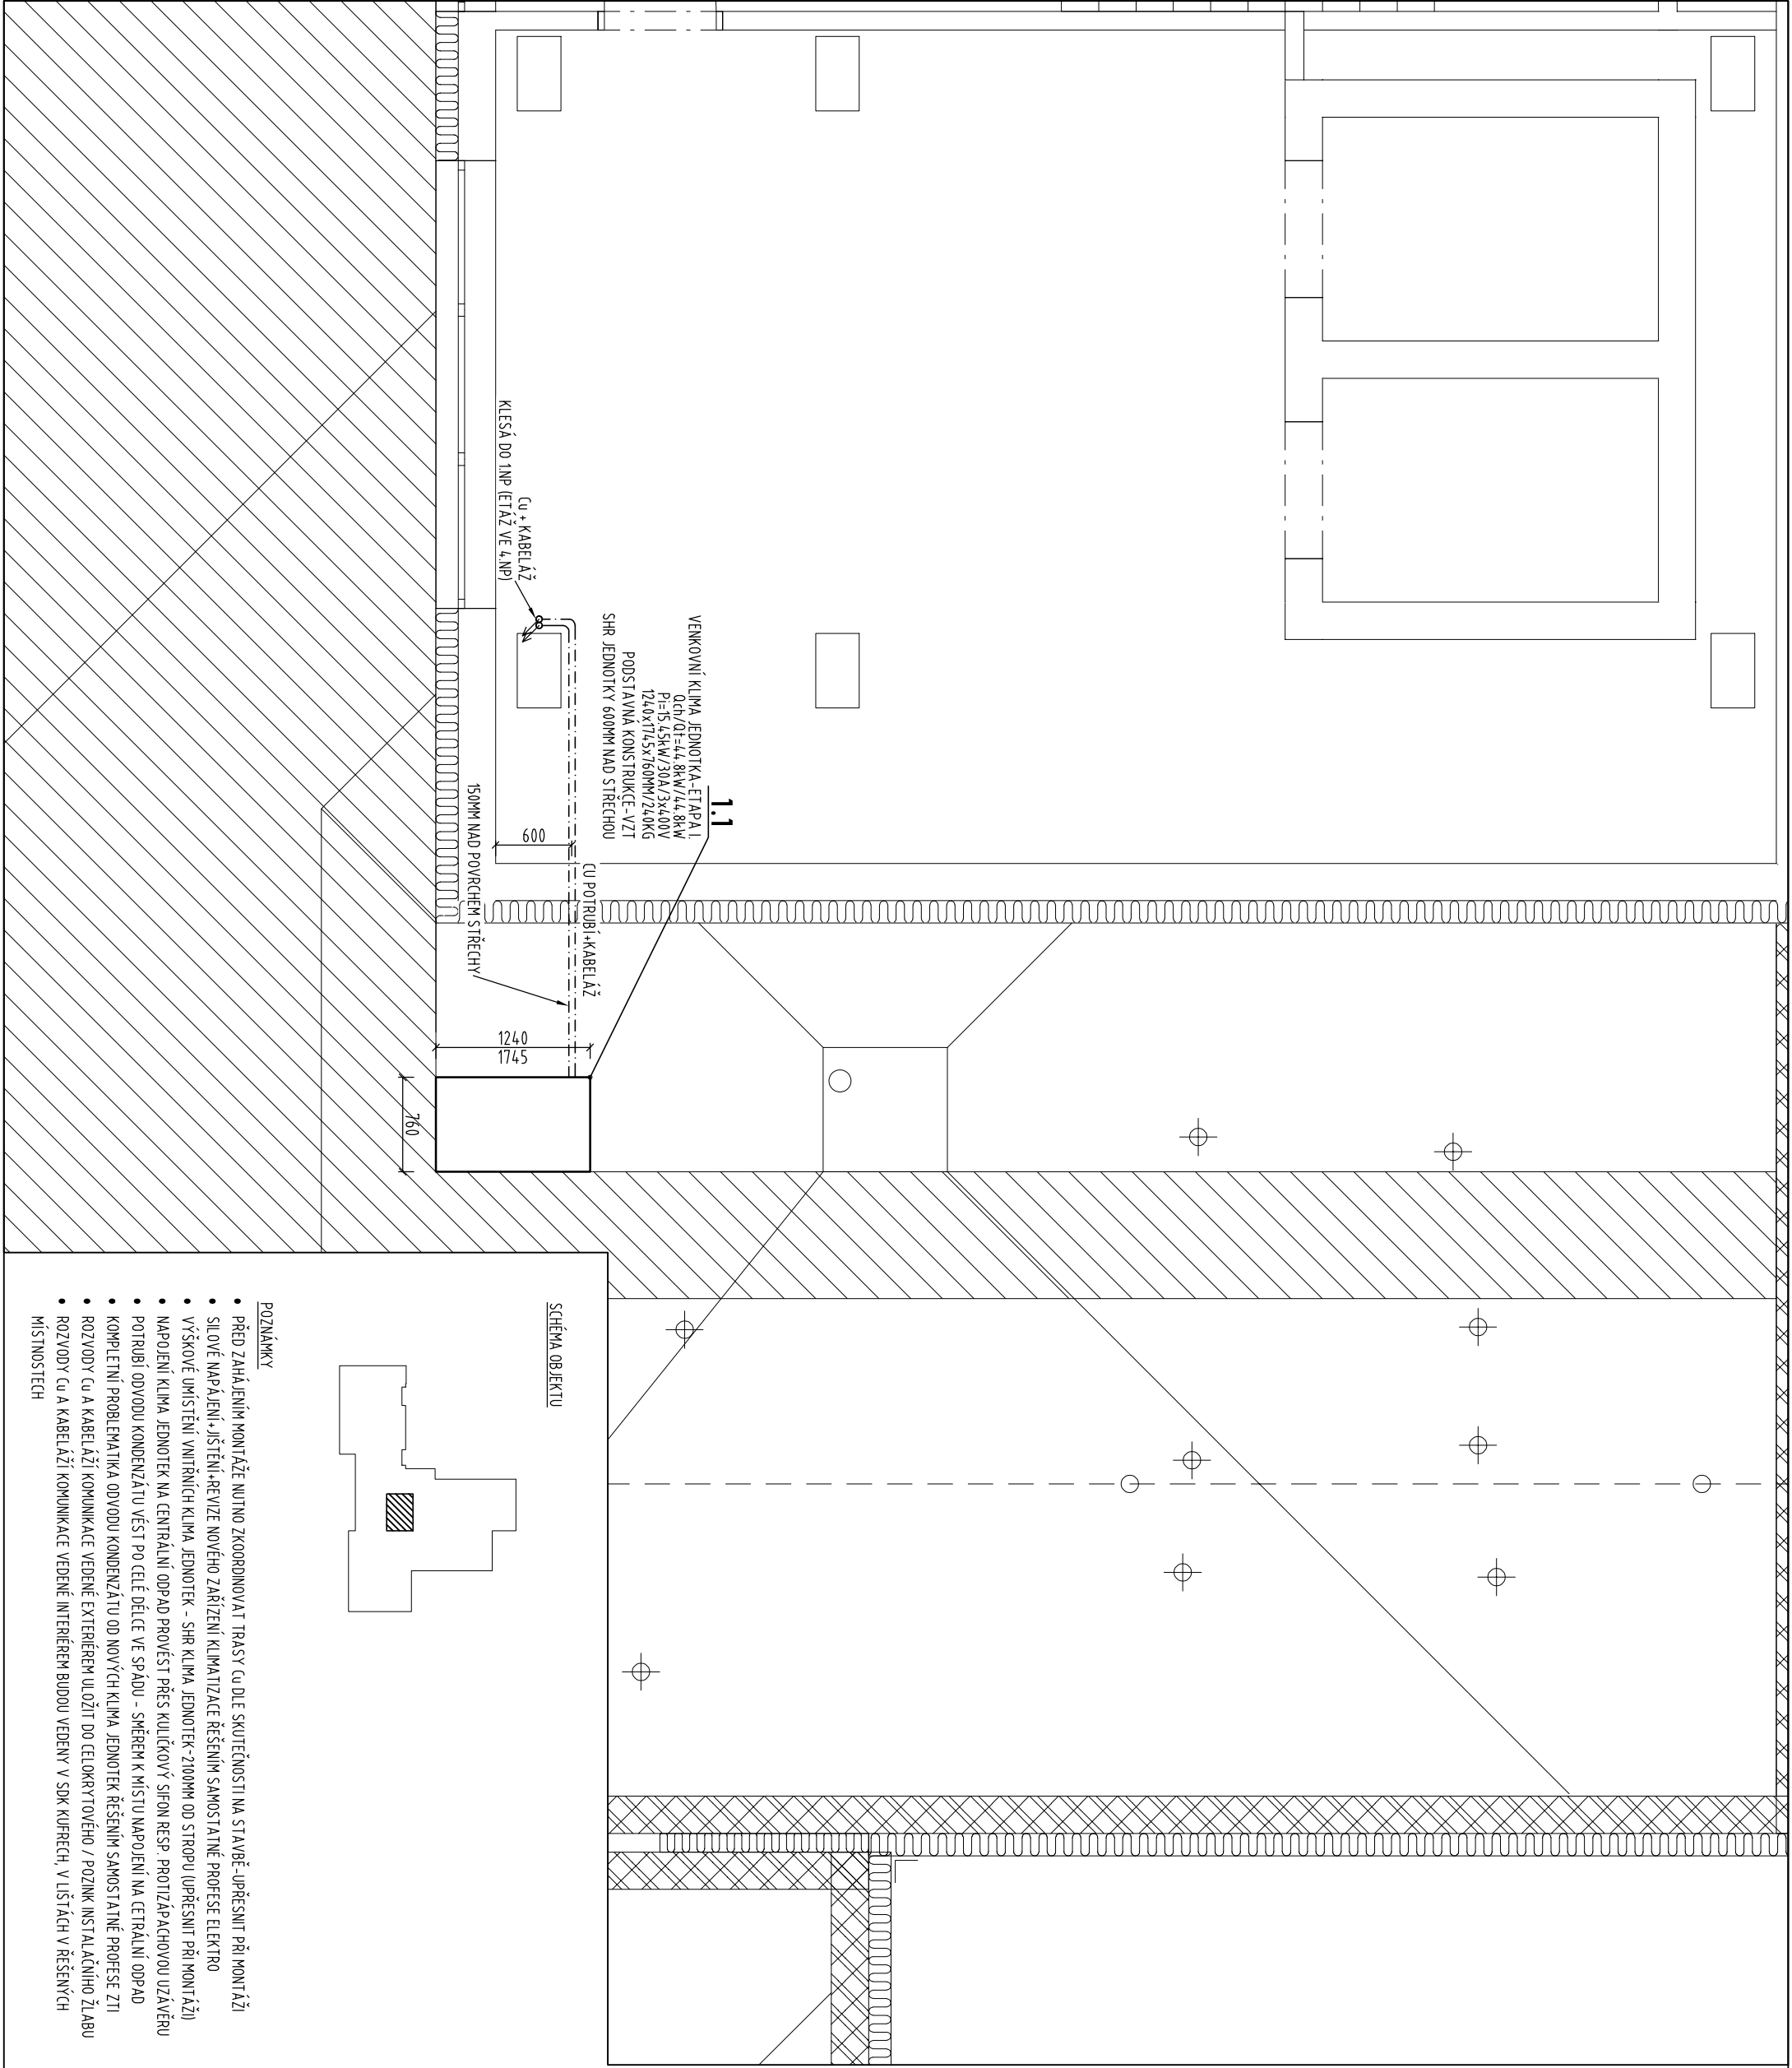 1.1
VENKOVNÍ KLIMA JEDNOTKA-ETAPA I.
Qch/Qt=44.8kW/44.8kW
Pi=15.45kW/30A/3x400V
1240x1745x760MM/240KG
PODSTAVNÁ KONSTRUKCE-VZT
SHR JEDNOTKY 600MM NAD STŘECHOU
CU POTRUBÍ+KABELÁŽ
600
Cu + KABELÁŽ
KLESÁ DO 1.NP (ETÁŽ VE 4.NP)
150MM NAD POVRCHEM STŘECHY
1240
1745
760
SCHÉMA OBJEKTU
POZNÁMKY
• PŘED ZAHÁJENÍM MONTÁŽE NUTNO ZKOORDINOVAT TRASY Cu DLE SKUTEČNOSTI NA STAVBĚ-UPŘESNIT PŘI MONTÁŽI
• SILOVÉ NAPÁJENÍ+JIŠTĚNÍ+REVIZE NOVÉHO ZAŘÍZENÍ KLIMATIZACE ŘEŠENÍM SAMOSTATNÉ PROFESE ELEKTRO
• VÝŠKOVÉ UMÍSTĚNÍ VNITRNÍCH KLIMA JEDNOTEK - SHR KLIMA JEDNOTEK~2100MM OD STROPU (UPŘESNIT PŘI MONTÁŽI)
• NAPOJENÍ KLIMA JEDNOTEK NA CENTRÁLNÍ ODPAD PROVÉST PŘES KULIČKOVÝ SIFON RESP. PROTIZÁPACHOVOU UZÁVĚRU
• POTRUBÍ ODVODU KONDENZÁTU VÉST PO CELÉ DÉLCE VE SPÁDU - SMĚREM K MÍSTU NAPOJENÍ NA CETRÁLNÍ ODPAD
• KOMPLETNÍ PROBLEMATIKA ODVODU KONDENZÁTU OD NOVÝCH KLIMA JEDNOTEK ŘEŠENÍM SAMOSTATNÉ PROFESE ZTI
• ROZVODY Cu A KABELÁŽÍ KOMUNIKACE VEDENÉ EXTERIÉREM ULOŽIT DO CELOKRYTOVÉHO / POZINK INSTALAČNÍHO ŽLABU
• ROZVODY Cu A KABELÁŽÍ KOMUNIKACE VEDENÉ INTERIÉREM BUDOU VEDENY V SDK KUFRECH, V LIŠTÁCH V ŘEŠENÝCH
MÍSTNOSTECH